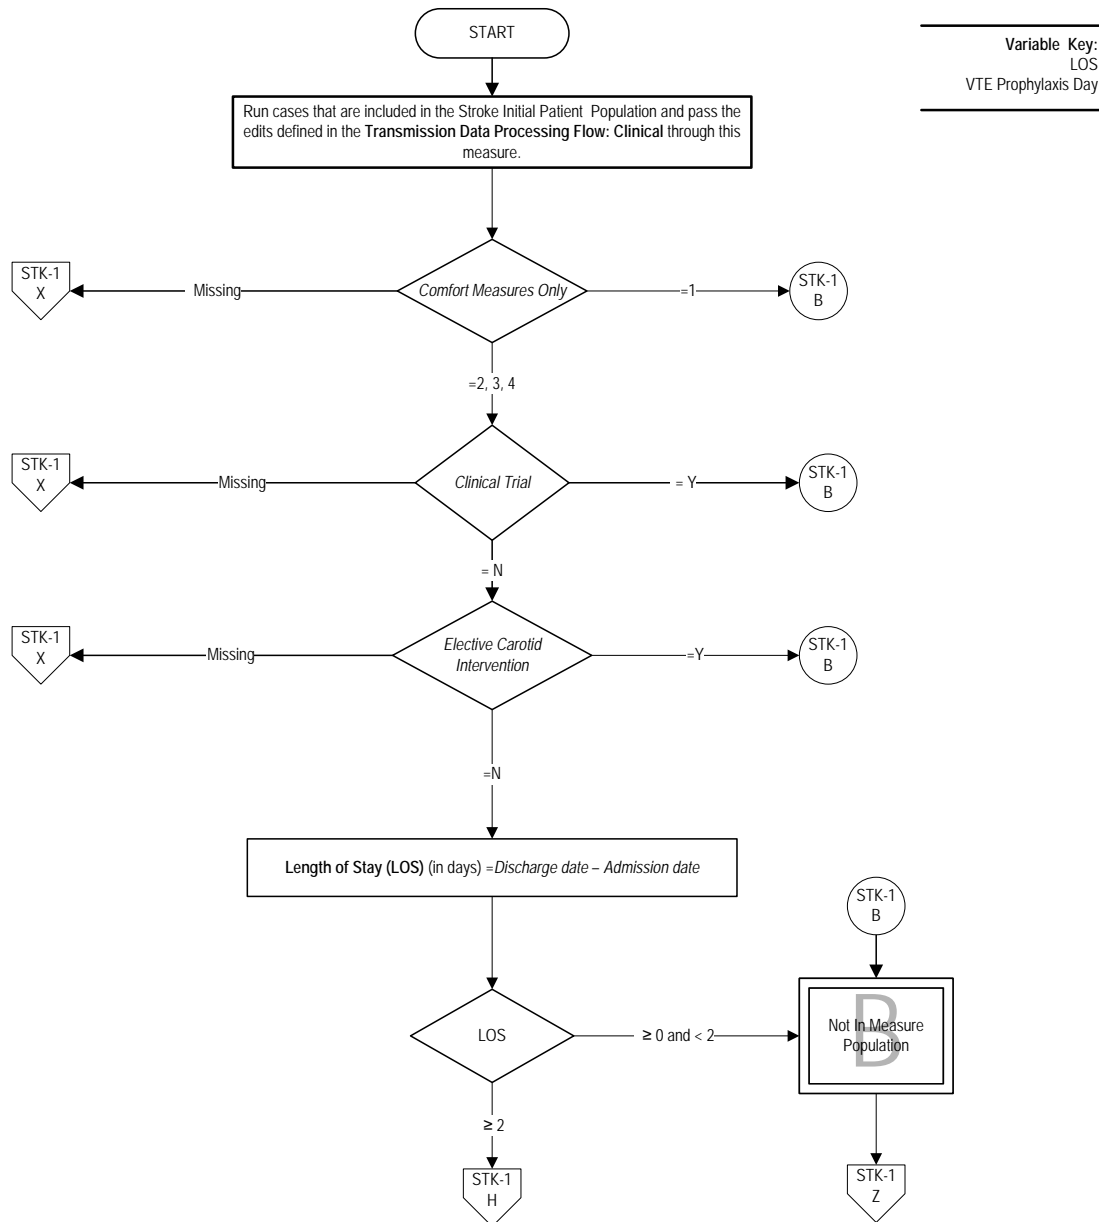 START
Variable Key:
LOS
VTE Prophylaxis Day
Run cases that are included in the Stroke Initial Patient Population and pass the
edits defined in the Transmission Data Processing Flow: Clinical through this
measure.
STK-1
X
Missing
Comfort Measures Only
=1
STK-1
B
=2, 3, 4
STK-1
X
Missing
Clinical Trial
= Y
STK-1
B
= N
STK-1
X
Missing
Elective Carotid
Intervention
=Y
STK-1
B
=N
Length of Stay (LOS) (in days) =Discharge date – Admission date
STK-1
B
LOS
≥ 0 and < 2
B
Not In Measure
Population
≥ 2
STK-1
H
STK-1
Z